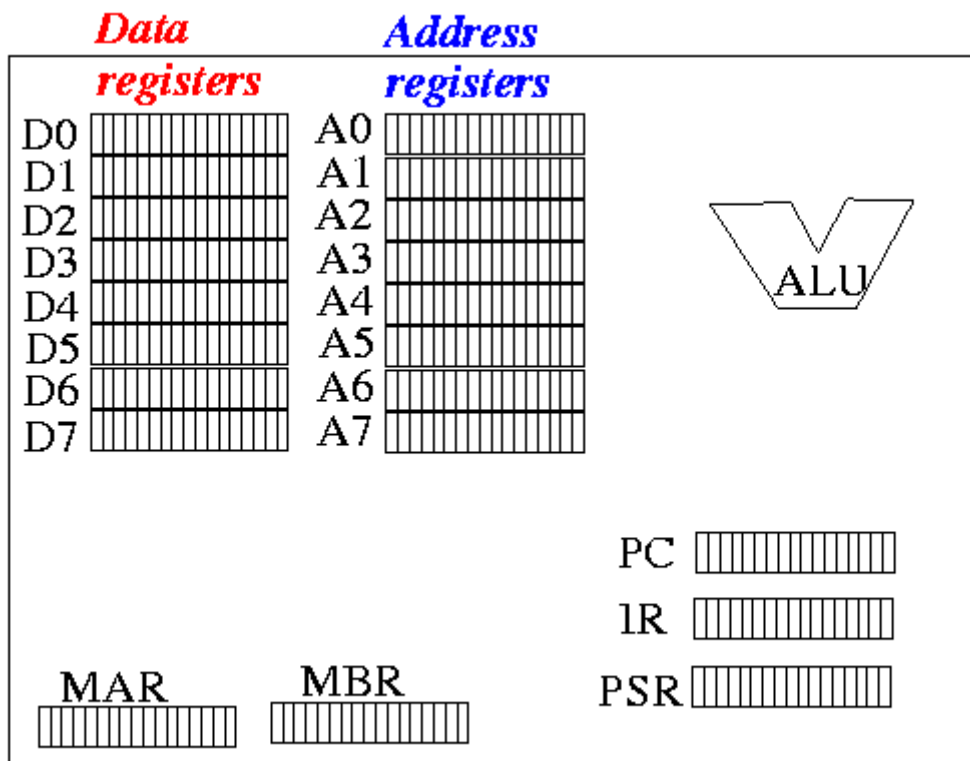 Data
registers
Address
registers
D0
D1
D2
D3
D4
D5
D6
D7
A0
A1
A2
A3
A4
A5
A6
A7
ALU
PC
IR
PSR
MAR
MBR